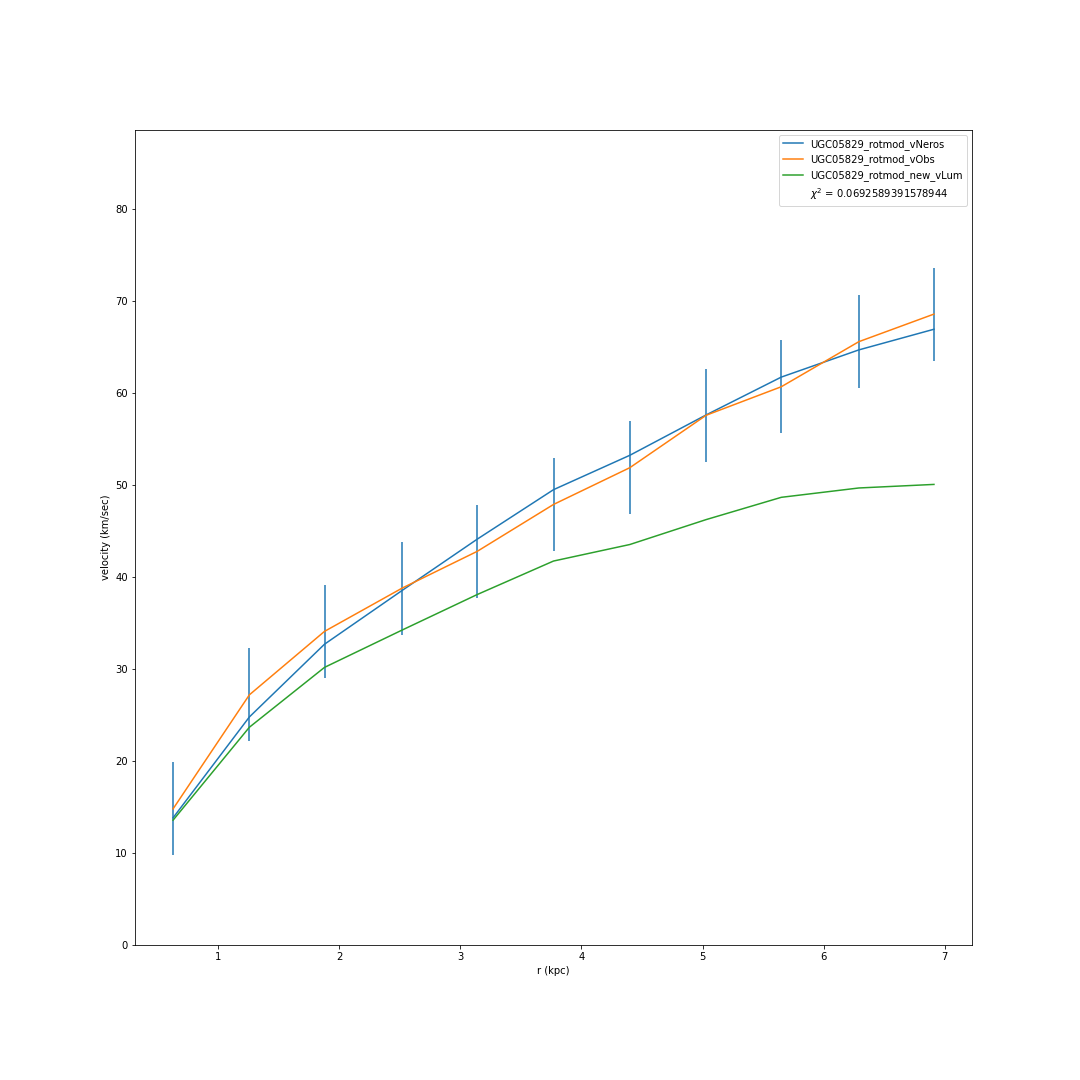 UGC05829_rotmod_vNeros
UGC05829_rotmod_vObs
UGC05829_rotmod_new_vLum
χ² = 0.0692589391578944
80
70
60
50
40
30
20
10
0
velocity (km/sec)
1 2 3 4 5 6 7
r (kpc)